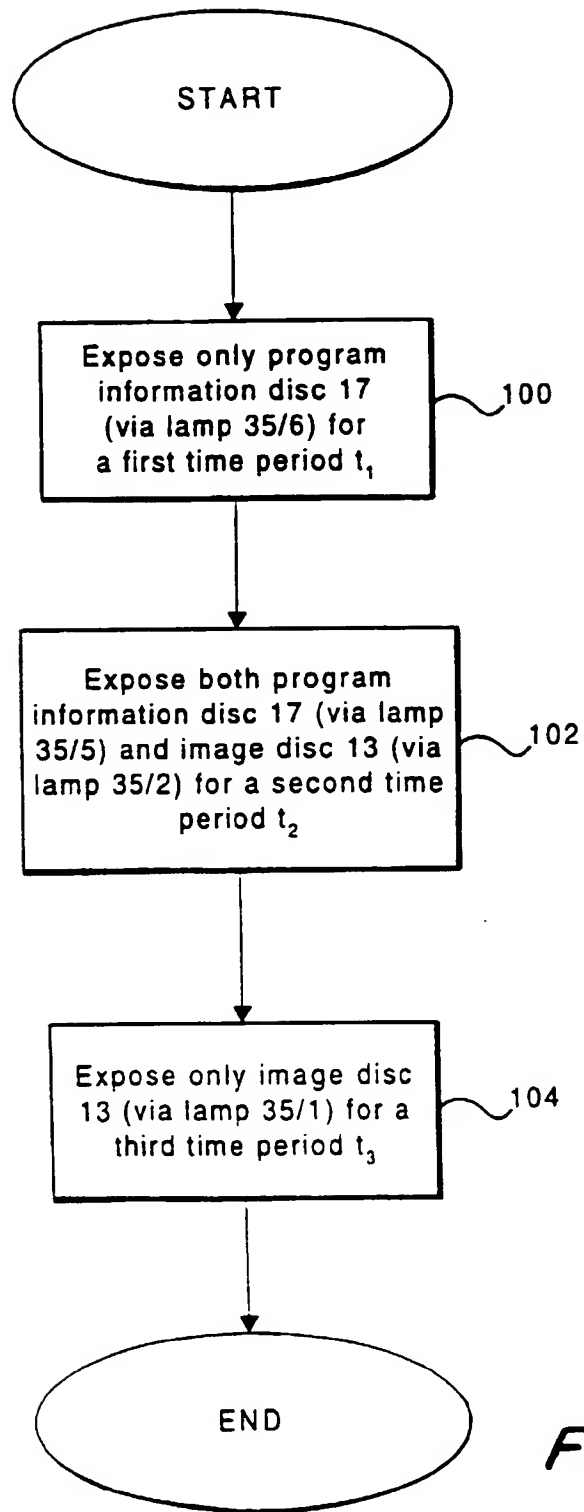 START
Expose only program
information disc 17
(via lamp 35/6) for
a first time period t₁
100
Expose both program
information disc 17 (via lamp
35/5) and image disc 13 (via
lamp 35/2) for a second time
period t₂
102
Expose only image disc
13 (via lamp 35/1) for a
third time period t₃
104
END
F